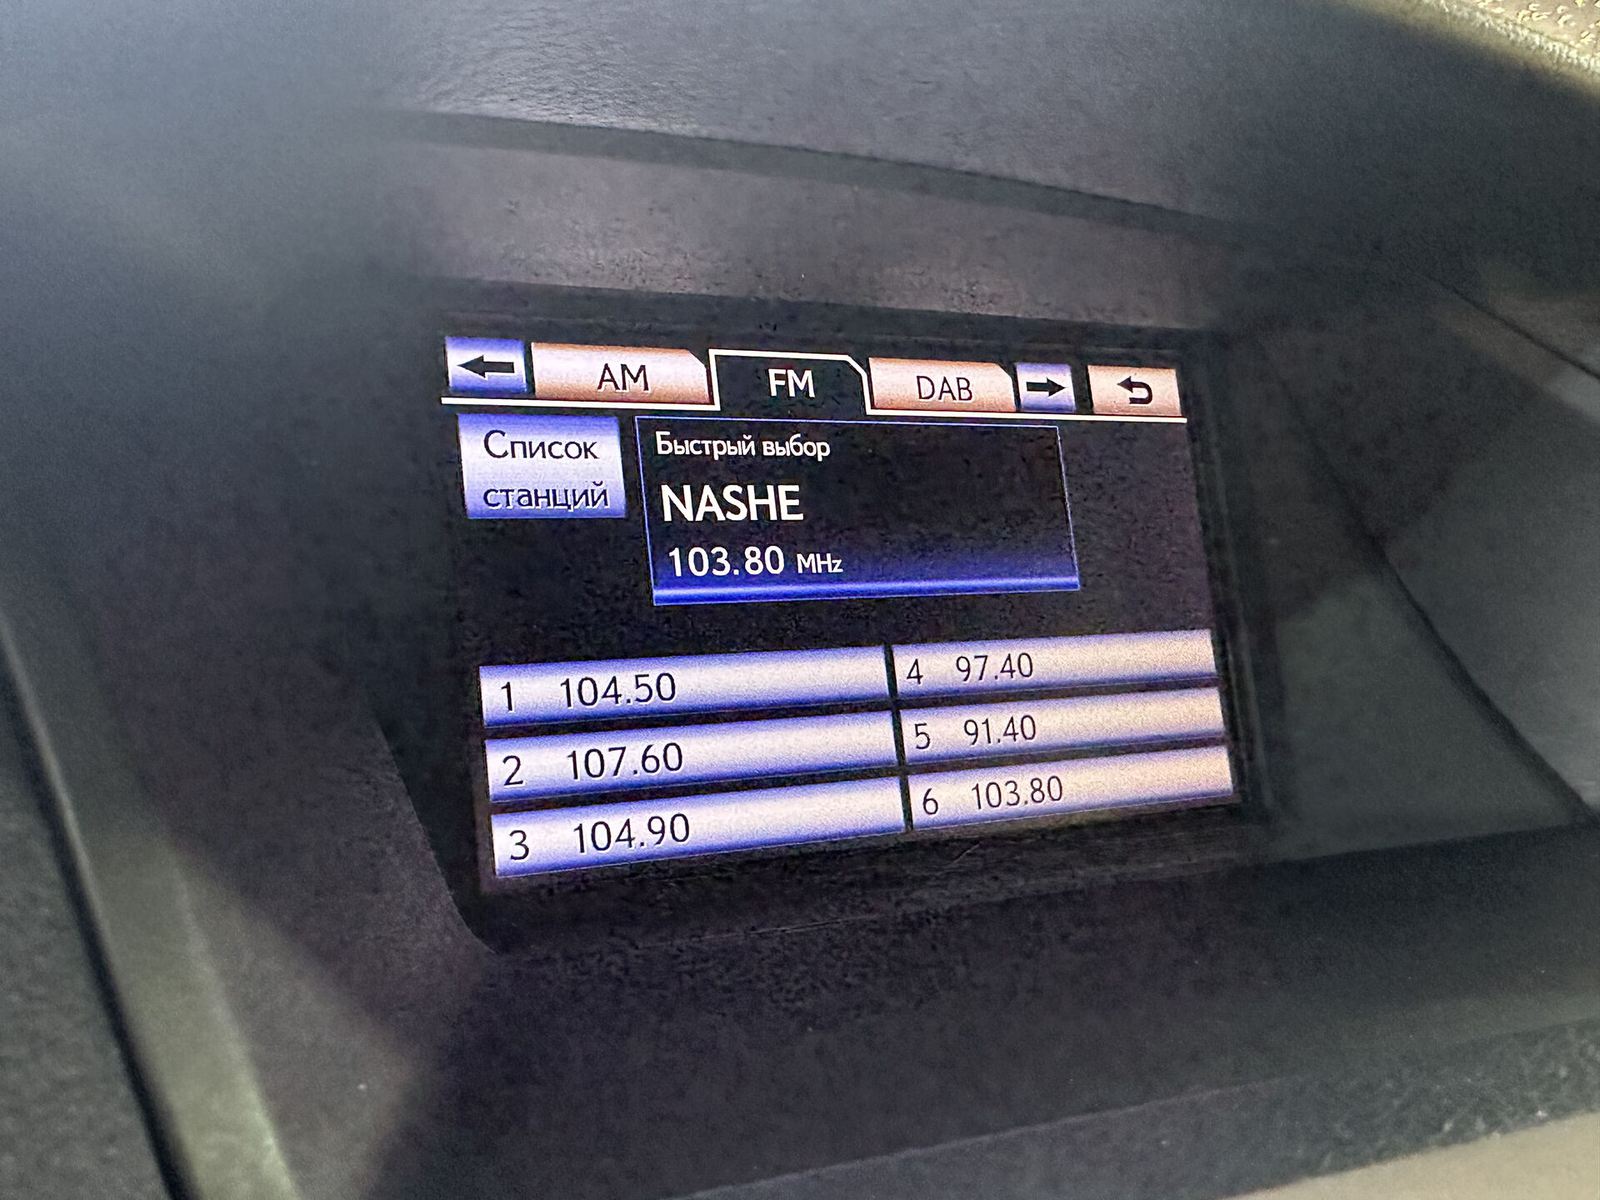 AM FM DAB
Список
станций
Быстрый выбор
NASHE
103.80 MHz
1 104.50
2 107.60
3 104.90
4 97.40
5 91.40
6 103.80